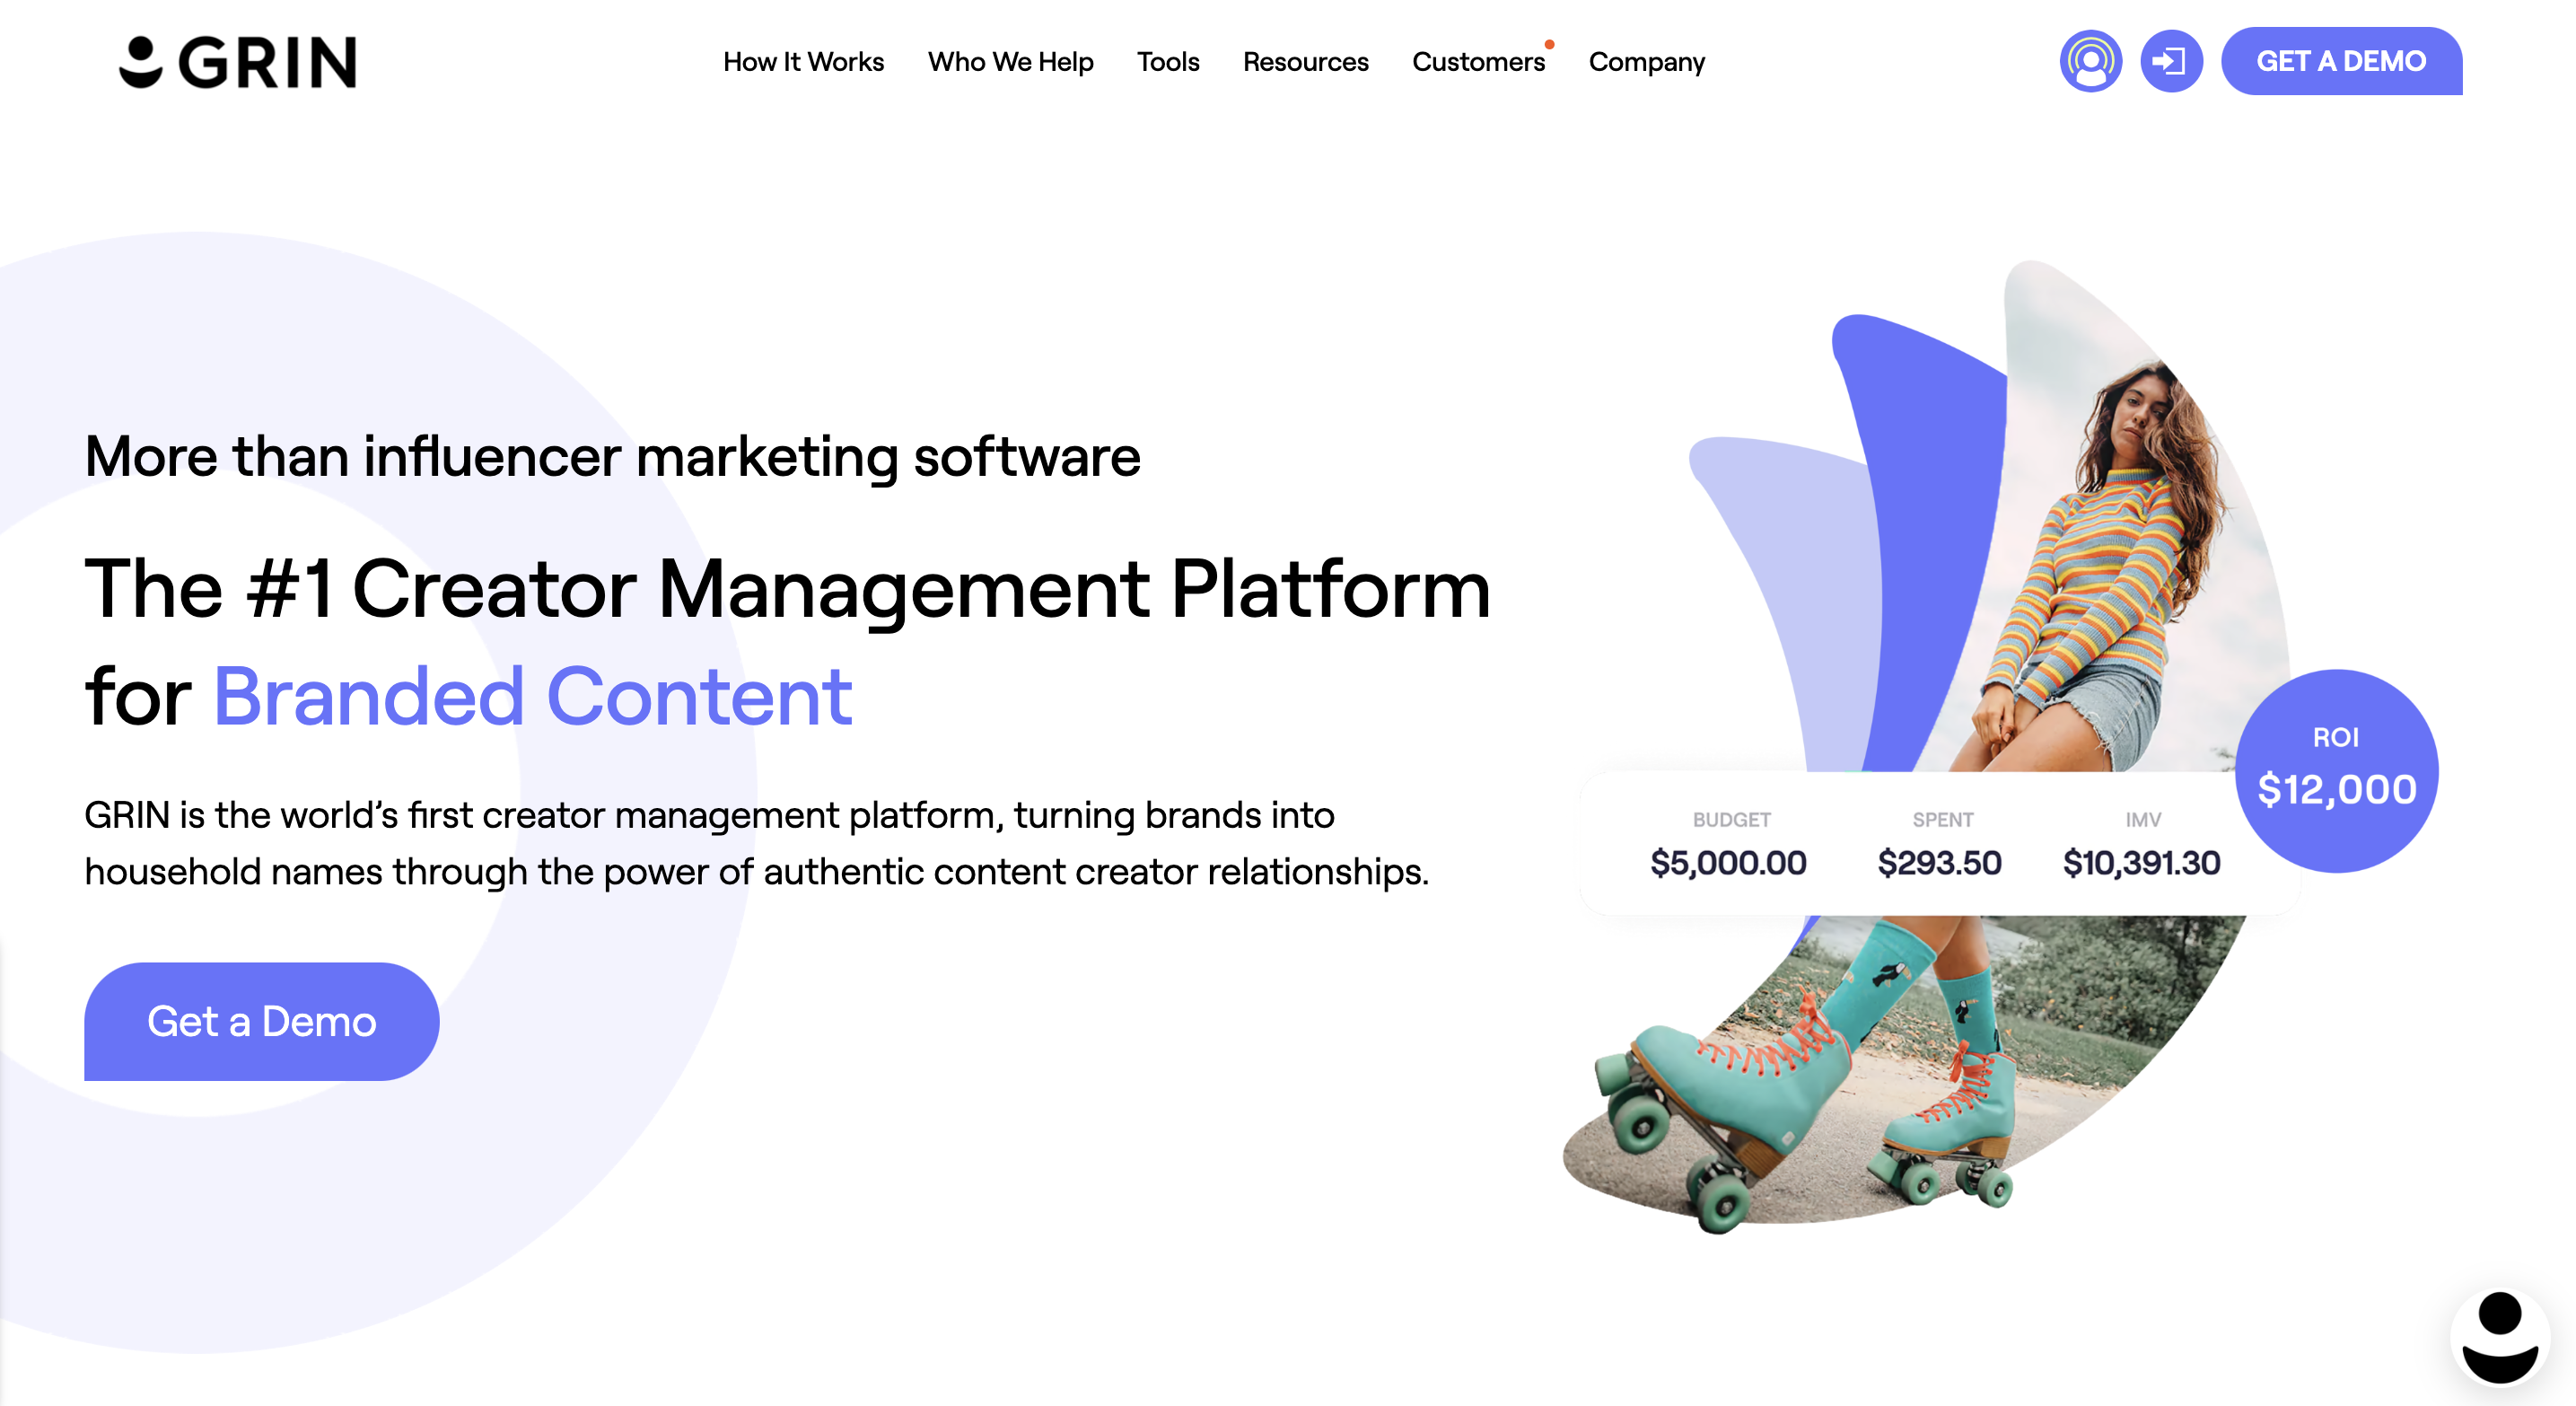 GRIN
How It Works
Who We Help
Tools
Resources
Customers
Company
GET A DEMO
More than influencer marketing software
The #1 Creator Management Platform
for Branded Content
GRIN is the world’s first creator management platform, turning brands into
household names through the power of authentic content creator relationships.
Get a Demo
ROI
$12,000
BUDGET
$5,000.00
SPENT
$293.50
IMV
$10,391.30